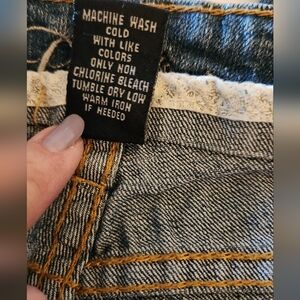 MACHINE WASH
COLD
WITH LIKE
COLORS
ONLY NON
CHLORINE BLEACH
TUMBLE DRY LOW
WARM IRON
IF NEEDED